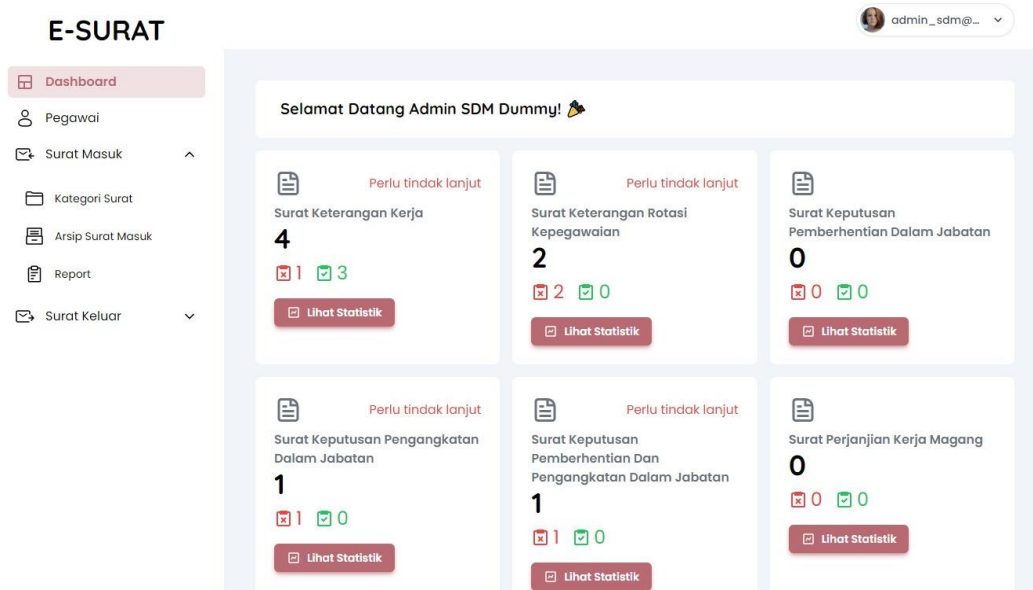 E-SURAT
admin_sdm@...
Dashboard
Pegawai
Surat Masuk
Kategori Surat
Arsip Surat Masuk
Report
Surat Keluar
Selamat Datang Admin SDM Dummy!
Perlu tindak lanjut
Surat Keterangan Kerja
4
1 3
Lihat Statistik
Perlu tindak lanjut
Surat Keterangan Rotasi
Kepegawaian
2
2 0
Lihat Statistik
Surat Keputusan
Pemberhentian Dalam Jabatan
0
0 0
Lihat Statistik
Perlu tindak lanjut
Surat Keputusan Pengangkatan
Dalam Jabatan
1
1 0
Lihat Statistik
Perlu tindak lanjut
Surat Keputusan
Pemberhentian Dan
Pengangkatan Dalam Jabatan
1
1 0
Lihat Statistik
Surat Perjanjian Kerja Magang
0
0 0
Lihat Statistik